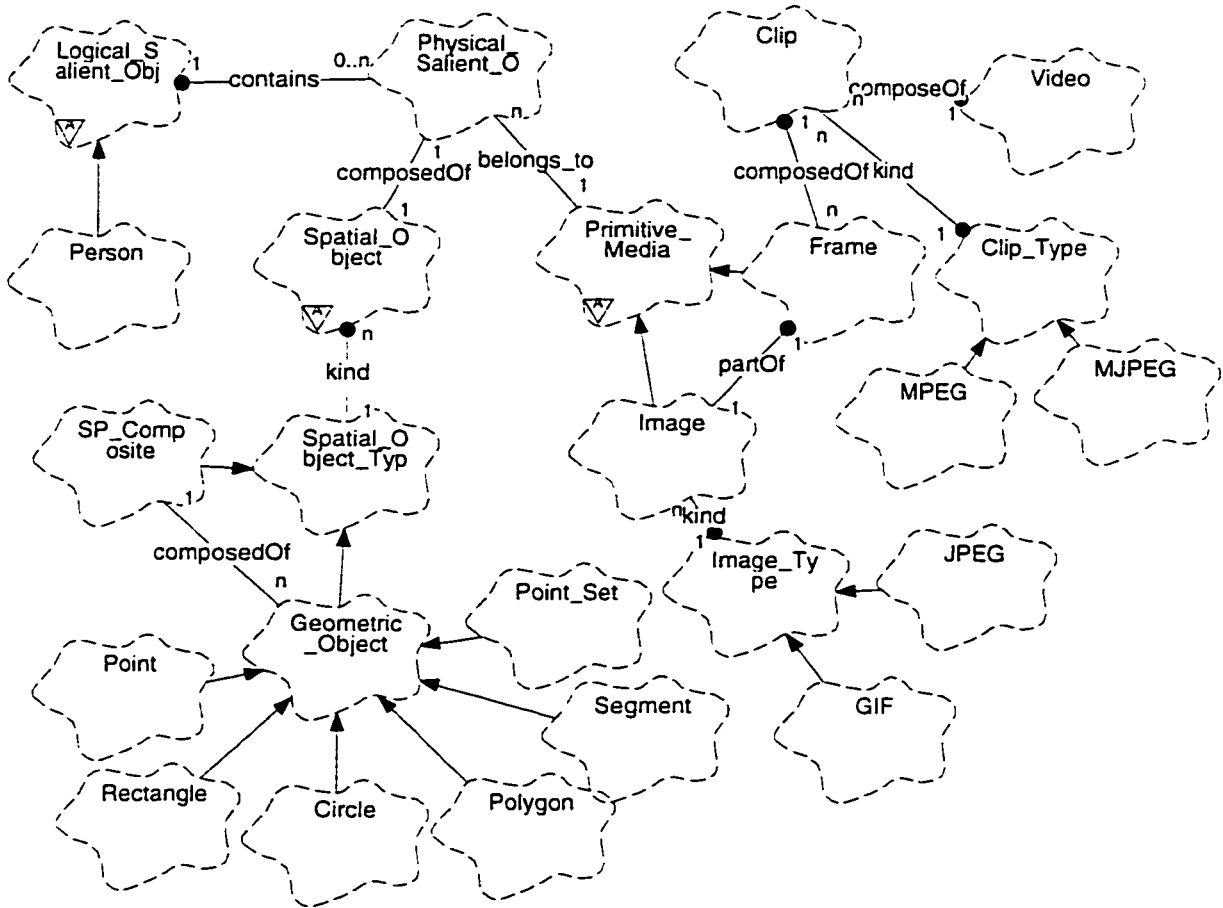 Logical_S
alient_Obj
1
contains
0..n
Physical_
Salient_O
Clip
n
composeOf
1
Video
A
1
composedOf
1
n
belongs_to
1
1
n
composedOf
n
kind
1
Person
Spatial_O
bject
A
n
Primitive_
Media
A
Frame
1
Clip_Type
kind
1
partOf
1
MPEG
MJPEG
SP_Comp
osite
1
Spatial_O
bject_Typ
Image
composedOf
n
n
kind
1
Image_Ty
pe
JPEG
Geometric
_Object
Point_Set
Point
Segment
GIF
Rectangle
Circle
Polygon